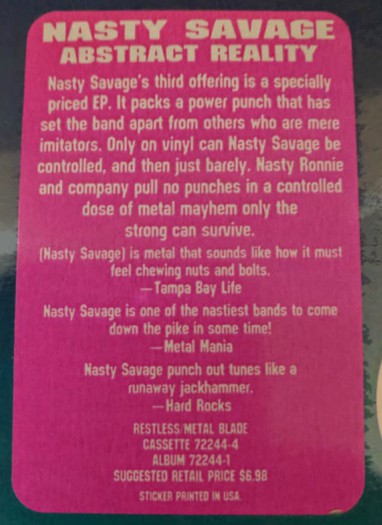 NASTY SAVAGE
ABSTRACT REALITY
Nasty Savage's third offering is a specially
priced EP. It packs a power punch that has
set the band apart from others who are mere
imitators. Only on vinyl can Nasty Savage be
controlled, and then just barely. Nasty Ronnie
and company pull no punches in a controlled
dose of metal mayhem only the
strong can survive.
(Nasty Savage) is metal that sounds like how it must
feel chewing nuts and bolts.
—Tampa Bay Life
Nasty Savage is one of the nastiest bands to come
down the pike in some time!
—Metal Mania
Nasty Savage punch out tunes like a
runaway jackhammer.
—Hard Rocks
RESTLESS/METAL BLADE
CASSETTE 72244-4
ALBUM 72244-1
SUGGESTED RETAIL PRICE $6.98
STICKER PRINTED IN USA.